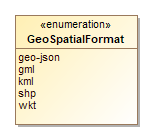 «enumeration»
GeoSpatialFormat
geo-json
gml
kml
shp
wkt